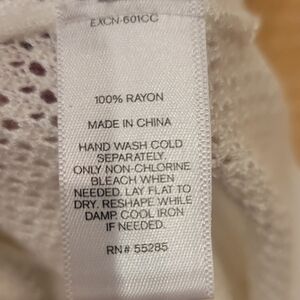 EXCN-601CC
100% RAYON
MADE IN CHINA
HAND WASH COLD
SEPARATELY.
ONLY NON-CHLORINE
BLEACH WHEN
NEEDED. LAY FLAT TO
DRY. RESHAPE WHILE
DAMP. COOL IRON
IF NEEDED.
RN# 55285